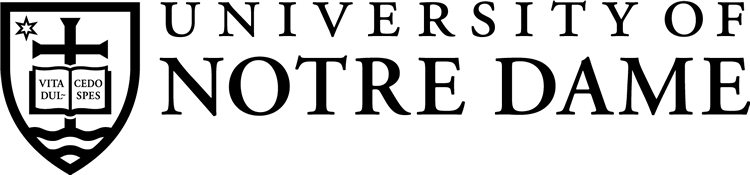 UNIVERSITY OF
NOTRE DAME
VITA CEDO
DUL~ SPES